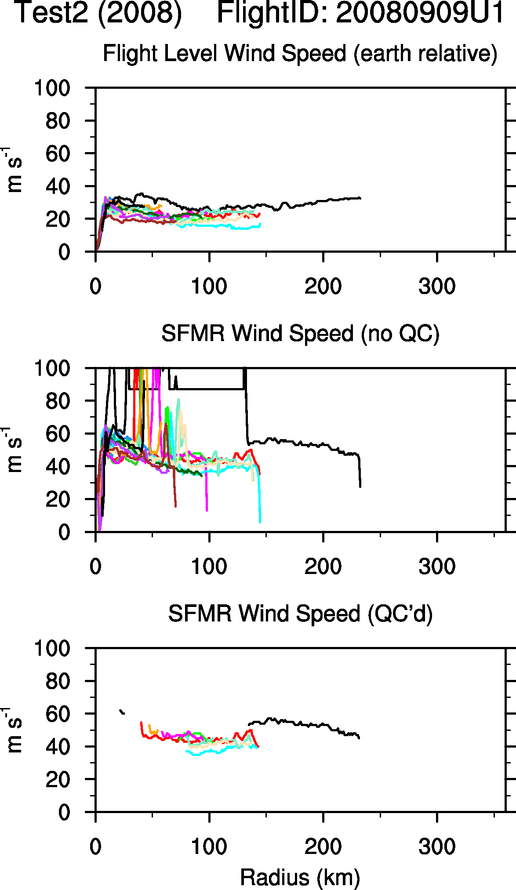 Test2 (2008) FlightID: 20080909U1
Flight Level Wind Speed (earth relative)
100
80
60
40
20
0
m s-1
0 100 200 300
SFMR Wind Speed (no QC)
100
80
60
40
20
0
m s-1
0 100 200 300
SFMR Wind Speed (QC'd)
100
80
60
40
20
0
m s-1
0 100 200 300
Radius (km)